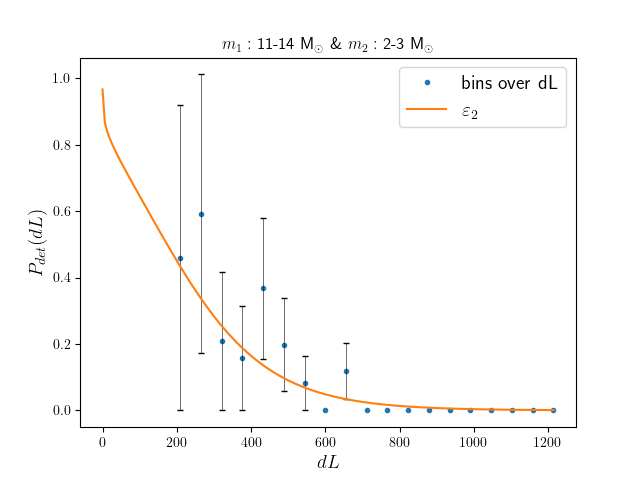 m₁ : 11-14 M⊙ & m₂ : 2-3 M⊙
bins over dL
ε₂
P_det(dL)
1.0
0.8
0.6
0.4
0.2
0.0
0 200 400 600 800 1000 1200
dL